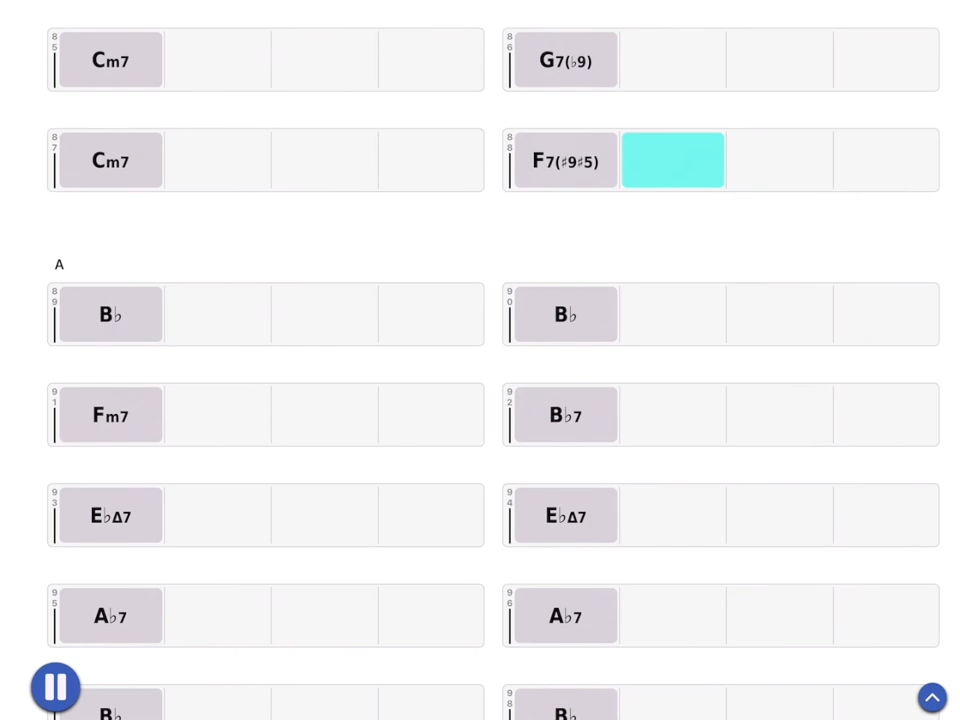 85 Cm7 86 G7(♭9)
87 Cm7 88 F7(♯9♯5)
A
89 B♭ 90 B♭
91 Fm7 92 B♭7
93 E♭Δ7 94 E♭Δ7
95 A♭7 96 A♭7
B♭ 98 B♭